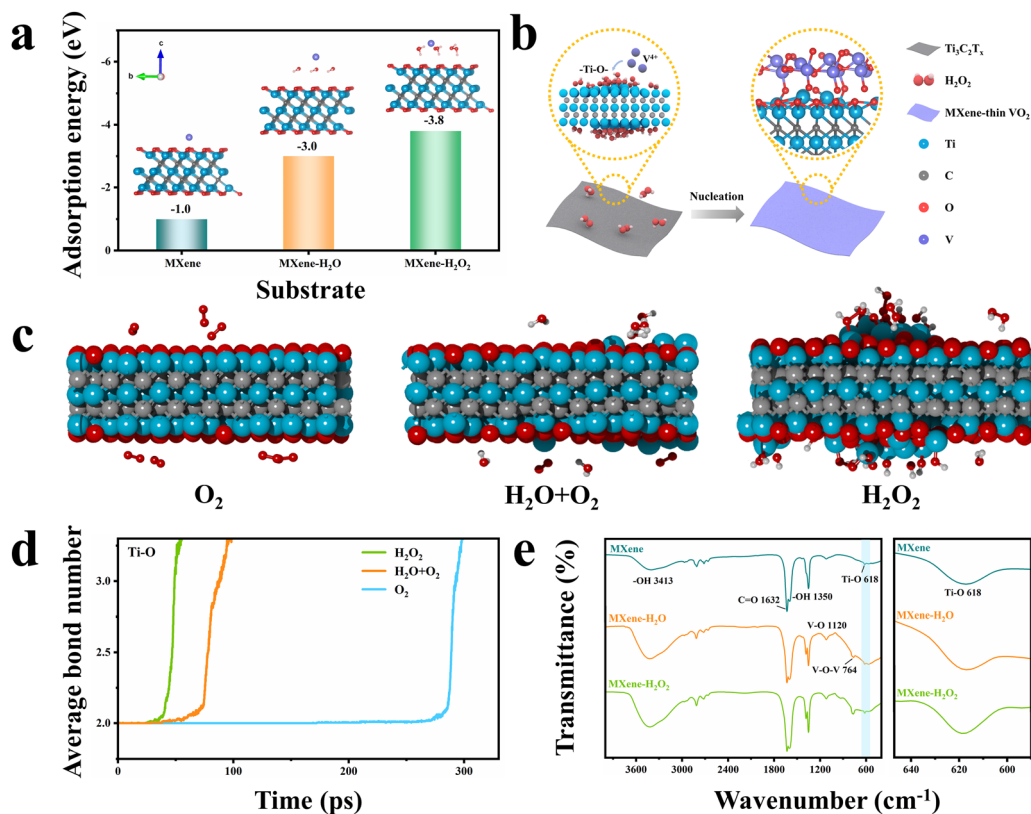 a
Adsorption energy (eV)
-6
-4
-2
0
c
b
-1.0
-3.0
-3.8
MXene
MXene-H₂O
MXene-H₂O₂
Substrate
b
-Ti-O-
V⁴⁺
Nucleation
Ti₃C₂Tₓ
H₂O₂
MXene-thin VO₂
Ti
C
O
V
c
O₂
H₂O+O₂
H₂O₂
d
Average bond number
Ti-O
H₂O₂
H₂O+O₂
O₂
3.0
2.5
2.0
0
100
200
300
Time (ps)
e
Transmittance (%)
MXene
-OH 3413
C=O 1632
-OH 1350
Ti-O 618
MXene-H₂O
V-O 1120
V-O-V 764
MXene-H₂O₂
3600
3000
2400
1800
1200
600
MXene
Ti-O 618
MXene-H₂O
MXene-H₂O₂
640
620
600
Wavenumber (cm⁻¹)